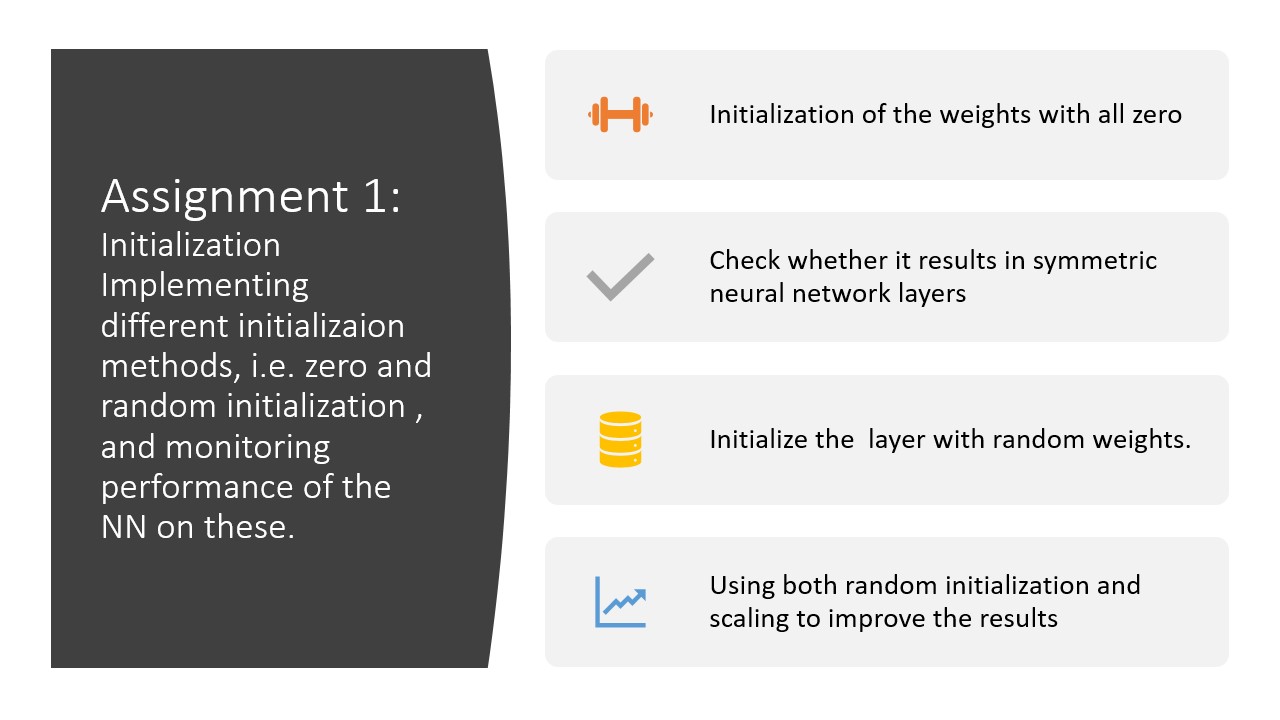 Assignment 1:
Initialization
Implementing
different initializaion
methods, i.e. zero and
random initialization ,
and monitoring
performance of the
NN on these.
Initialization of the weights with all zero
Check whether it results in symmetric
neural network layers
Initialize the  layer with random weights.
Using both random initialization and
scaling to improve the results